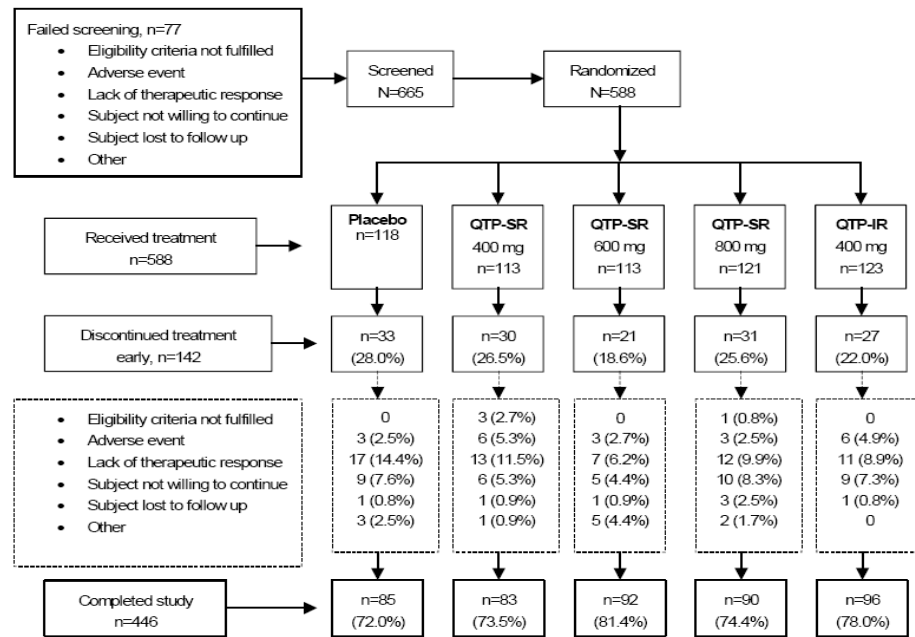 Failed screening, n=77
• Eligibility criteria not fulfilled
• Adverse event
• Lack of therapeutic response
• Subject not willing to continue
• Subject lost to follow up
• Other
Screened
N=665
Randomized
N=588
Received treatment
n=588
Placebo
n=118
QTP-SR
400 mg
n=113
QTP-SR
600 mg
n=113
QTP-SR
800 mg
n=121
QTP-IR
400 mg
n=123
Discontinued treatment
early, n=142
n=33
(28.0%)
n=30
(26.5%)
n=21
(18.6%)
n=31
(25.6%)
n=27
(22.0%)
• Eligibility criteria not fulfilled
• Adverse event
• Lack of therapeutic response
• Subject not willing to continue
• Subject lost to follow up
• Other
0
3 (2.5%)
17 (14.4%)
9 (7.6%)
1 (0.8%)
3 (2.5%)
3 (2.7%)
6 (5.3%)
13 (11.5%)
6 (5.3%)
1 (0.9%)
1 (0.9%)
0
3 (2.7%)
7 (6.2%)
5 (4.4%)
1 (0.9%)
5 (4.4%)
1 (0.8%)
3 (2.5%)
12 (9.9%)
10 (8.3%)
3 (2.5%)
2 (1.7%)
0
6 (4.9%)
11 (8.9%)
9 (7.3%)
1 (0.8%)
0
Completed study
n=446
n=85
(72.0%)
n=83
(73.5%)
n=92
(81.4%)
n=90
(74.4%)
n=96
(78.0%)